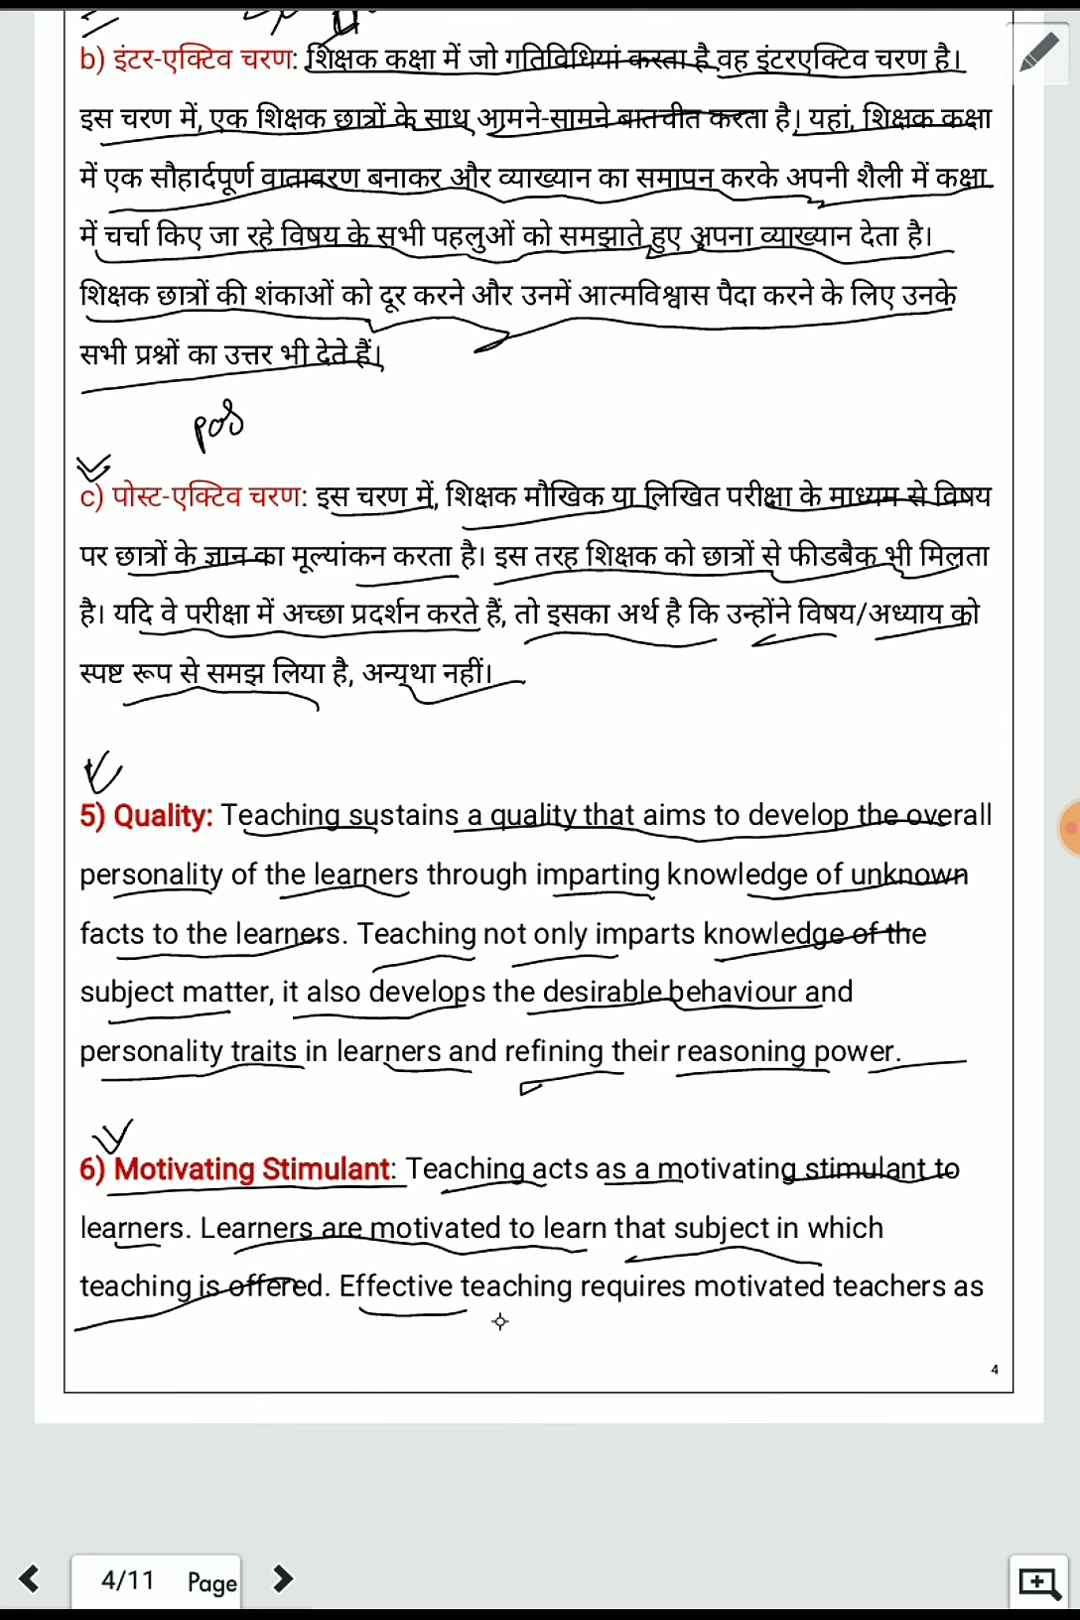 b) इंटर-एक्टिव चरण: शिक्षक कक्षा में जो गतिविधियां करता है वह इंटरएक्टिव चरण है।
इस चरण में, एक शिक्षक छात्रों के साथ आमने-सामने बातचीत करता है। यहां, शिक्षक कक्षा
में एक सौहार्दपूर्ण वातावरण बनाकर और व्याख्यान का समापन करके अपनी शैली में कक्षा
में चर्चा किए जा रहे विषय के सभी पहलुओं को समझाते हुए अपना व्याख्यान देता है।
शिक्षक छात्रों की शंकाओं को दूर करने और उनमें आत्मविश्वास पैदा करने के लिए उनके
सभी प्रश्नों का उत्तर भी देते हैं।
pos
c) पोस्ट-एक्टिव चरण: इस चरण में, शिक्षक मौखिक या लिखित परीक्षा के माध्यम से विषय
पर छात्रों के ज्ञान का मूल्यांकन करता है। इस तरह शिक्षक को छात्रों से फीडबैक भी मिलता
है। यदि वे परीक्षा में अच्छा प्रदर्शन करते हैं, तो इसका अर्थ है कि उन्होंने विषय/अध्याय को
स्पष्ट रूप से समझ लिया है, अन्यथा नहीं।
5) Quality: Teaching sustains a quality that aims to develop the overall
personality of the learners through imparting knowledge of unknown
facts to the learners. Teaching not only imparts knowledge of the
subject matter, it also develops the desirable behaviour and
personality traits in learners and refining their reasoning power.
6) Motivating Stimulant: Teaching acts as a motivating stimulant to
learners. Learners are motivated to learn that subject in which
teaching is offered. Effective teaching requires motivated teachers as
4
4/11 Page